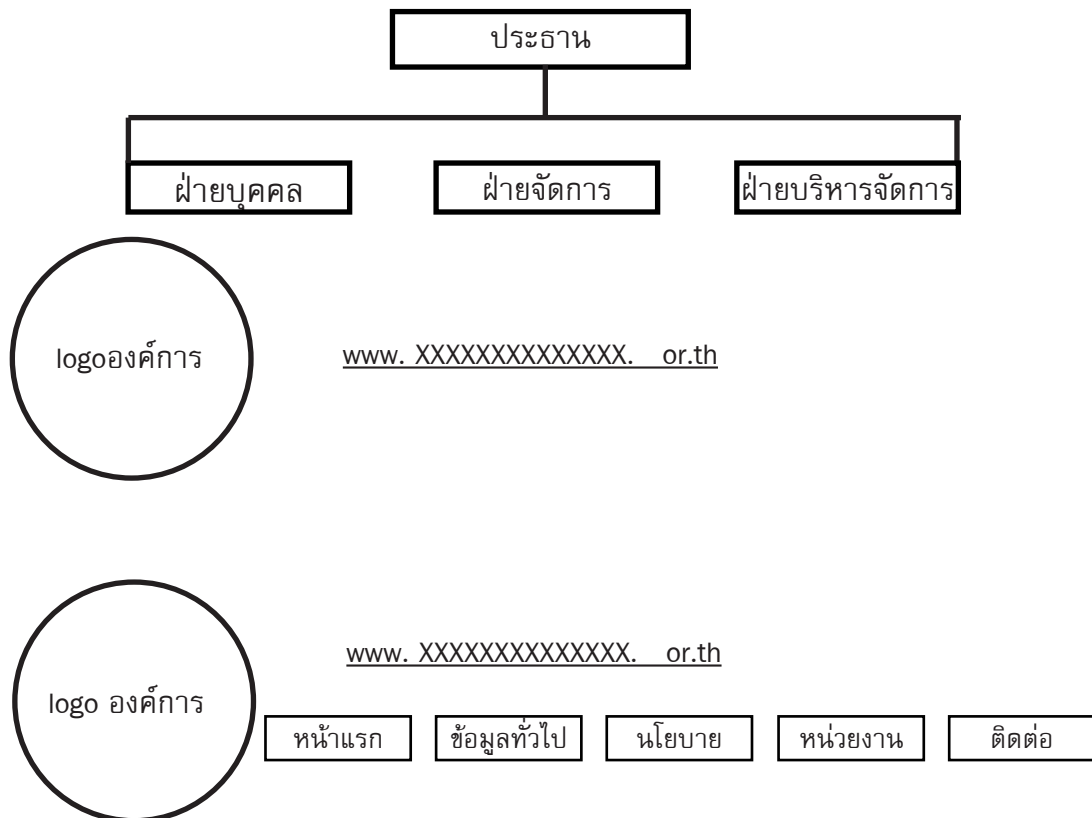 ประธาน
ฝ่ายบุคคล ฝ่ายจัดการ ฝ่ายบริหารจัดการ
logoองค์การ www. XXXXXXXXXXXXXX. or.th
www. XXXXXXXXXXXXXX. or.th
logo องค์การ
หน้าแรก ข้อมูลทั่วไป นโยบาย หน่วยงาน ติดต่อ